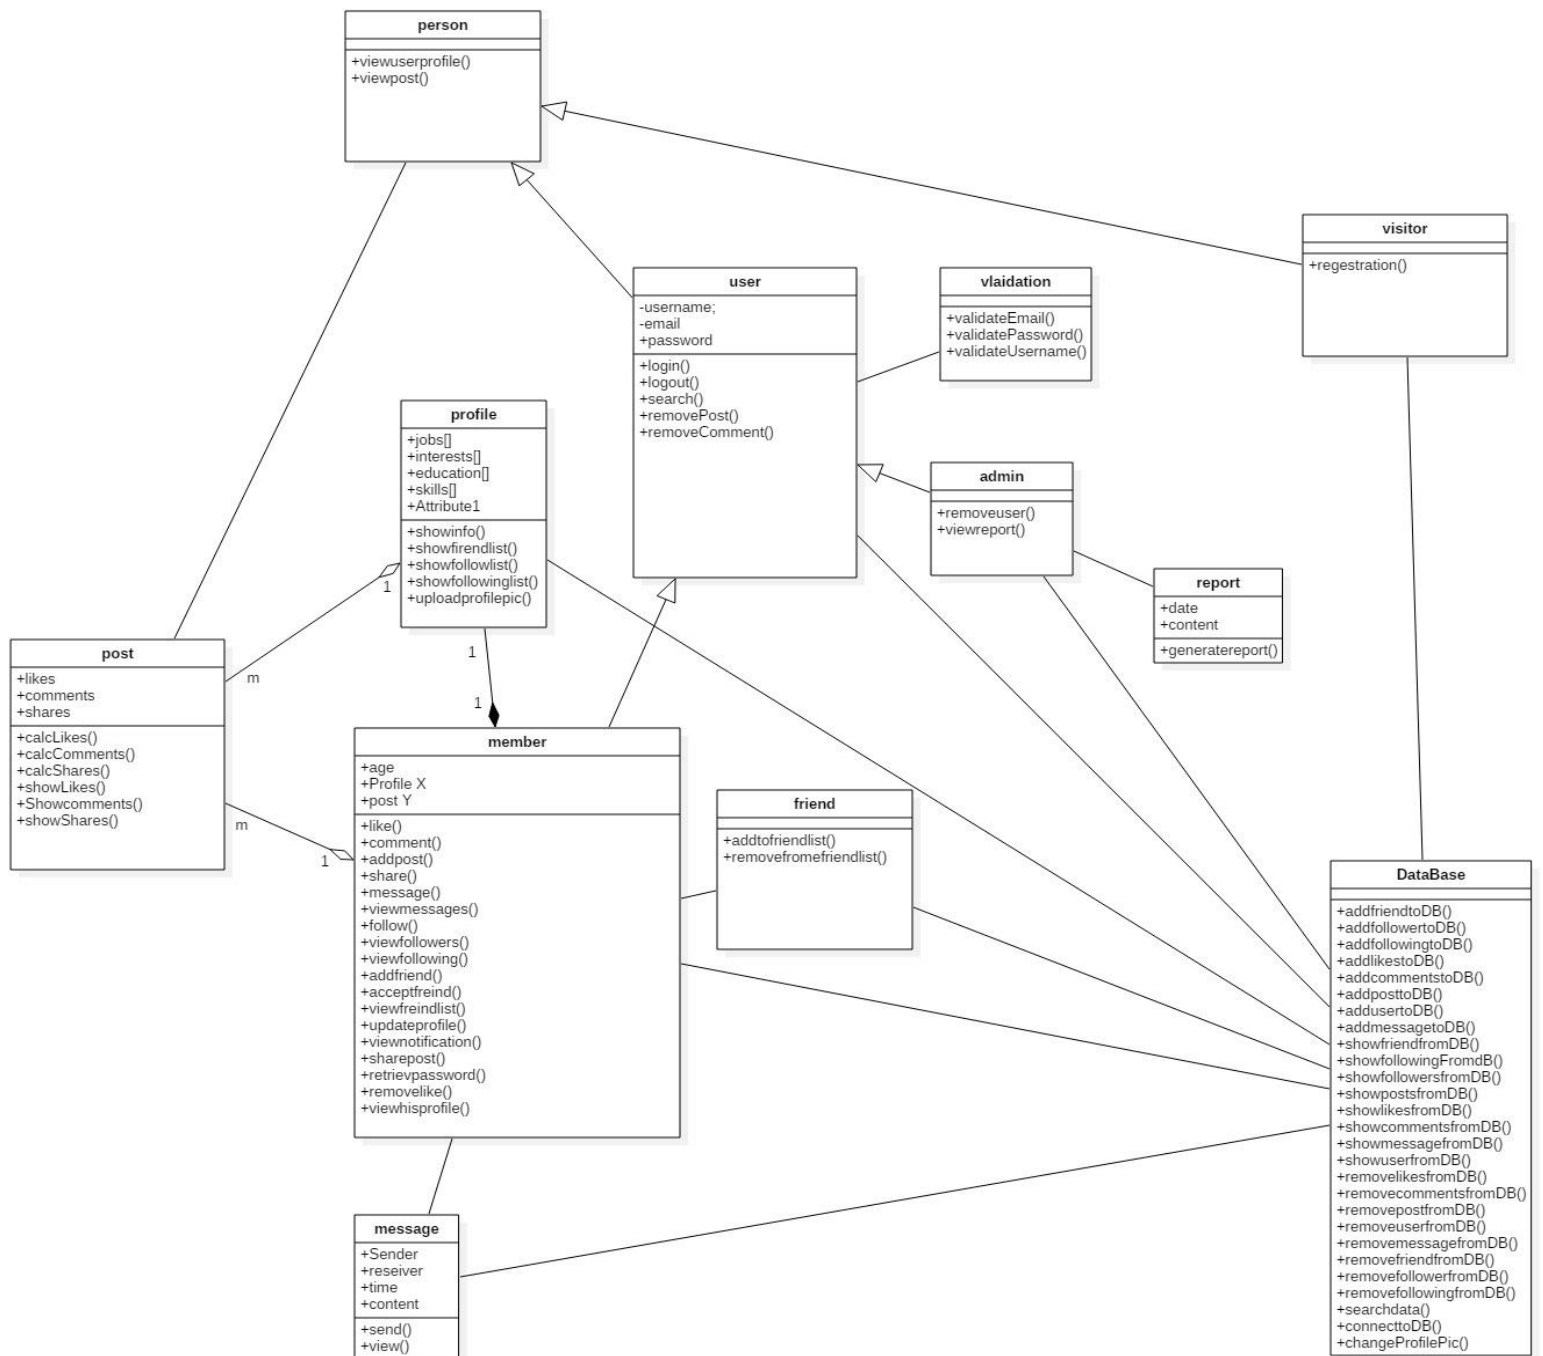 person
+viewuserprofile()
+viewpost()
visitor
+regestration()
user
-username;
-email
+password
+login()
+logout()
+search()
+removePost()
+removeComment()
vlaidation
+validateEmail()
+validatePassword()
+validateUsername()
profile
+jobs[]
+interests[]
+education[]
+skills[]
+Attribute1
+showinfo()
+showfirendlist()
+showfollowlist()
+showfollowinglist()
+uploadprofilepic()
admin
+removeuser()
+viewreport()
report
+date
+content
+generatereport()
1
m
1
1
post
+likes
+comments
+shares
+calcLikes()
+calcComments()
+calcShares()
+showLikes()
+Showcomments()
+showShares()
m
1
member
+age
+Profile X
+post Y
+like()
+comment()
+addpost()
+share()
+message()
+viewmessages()
+follow()
+viewfollowers()
+viewfollowing()
+addfriend()
+acceptfreind()
+viewfreindlist()
+updateprofile()
+viewnotification()
+sharepost()
+retrievpassword()
+removelike()
+viewhisprofile()
friend
+addtofriendlist()
+removefromefriendlist()
DataBase
+addfriendtoDB()
+addfollowertoDB()
+addfollowingtoDB()
+addlikestoDB()
+addcommentstoDB()
+addposttoDB()
+addusertoDB()
+addmessagetoDB()
+showfriendfromDB()
+showfollowingFromdB()
+showfollowersfromDB()
+showpostsfromDB()
+showlikesfromDB()
+showcommentsfromDB()
+showmessagefromDB()
+showuserfromDB()
+removelikesfromDB()
+removecommentsfromDB()
+removepostfromDB()
+removeuserfromDB()
+removemessagefromDB()
+removefriendfromDB()
+removefollowerfromDB()
+removefollowingfromDB()
+searchdata()
+connecttoDB()
+changeProfilePic()
message
+Sender
+reseiver
+time
+content
+send()
+view()